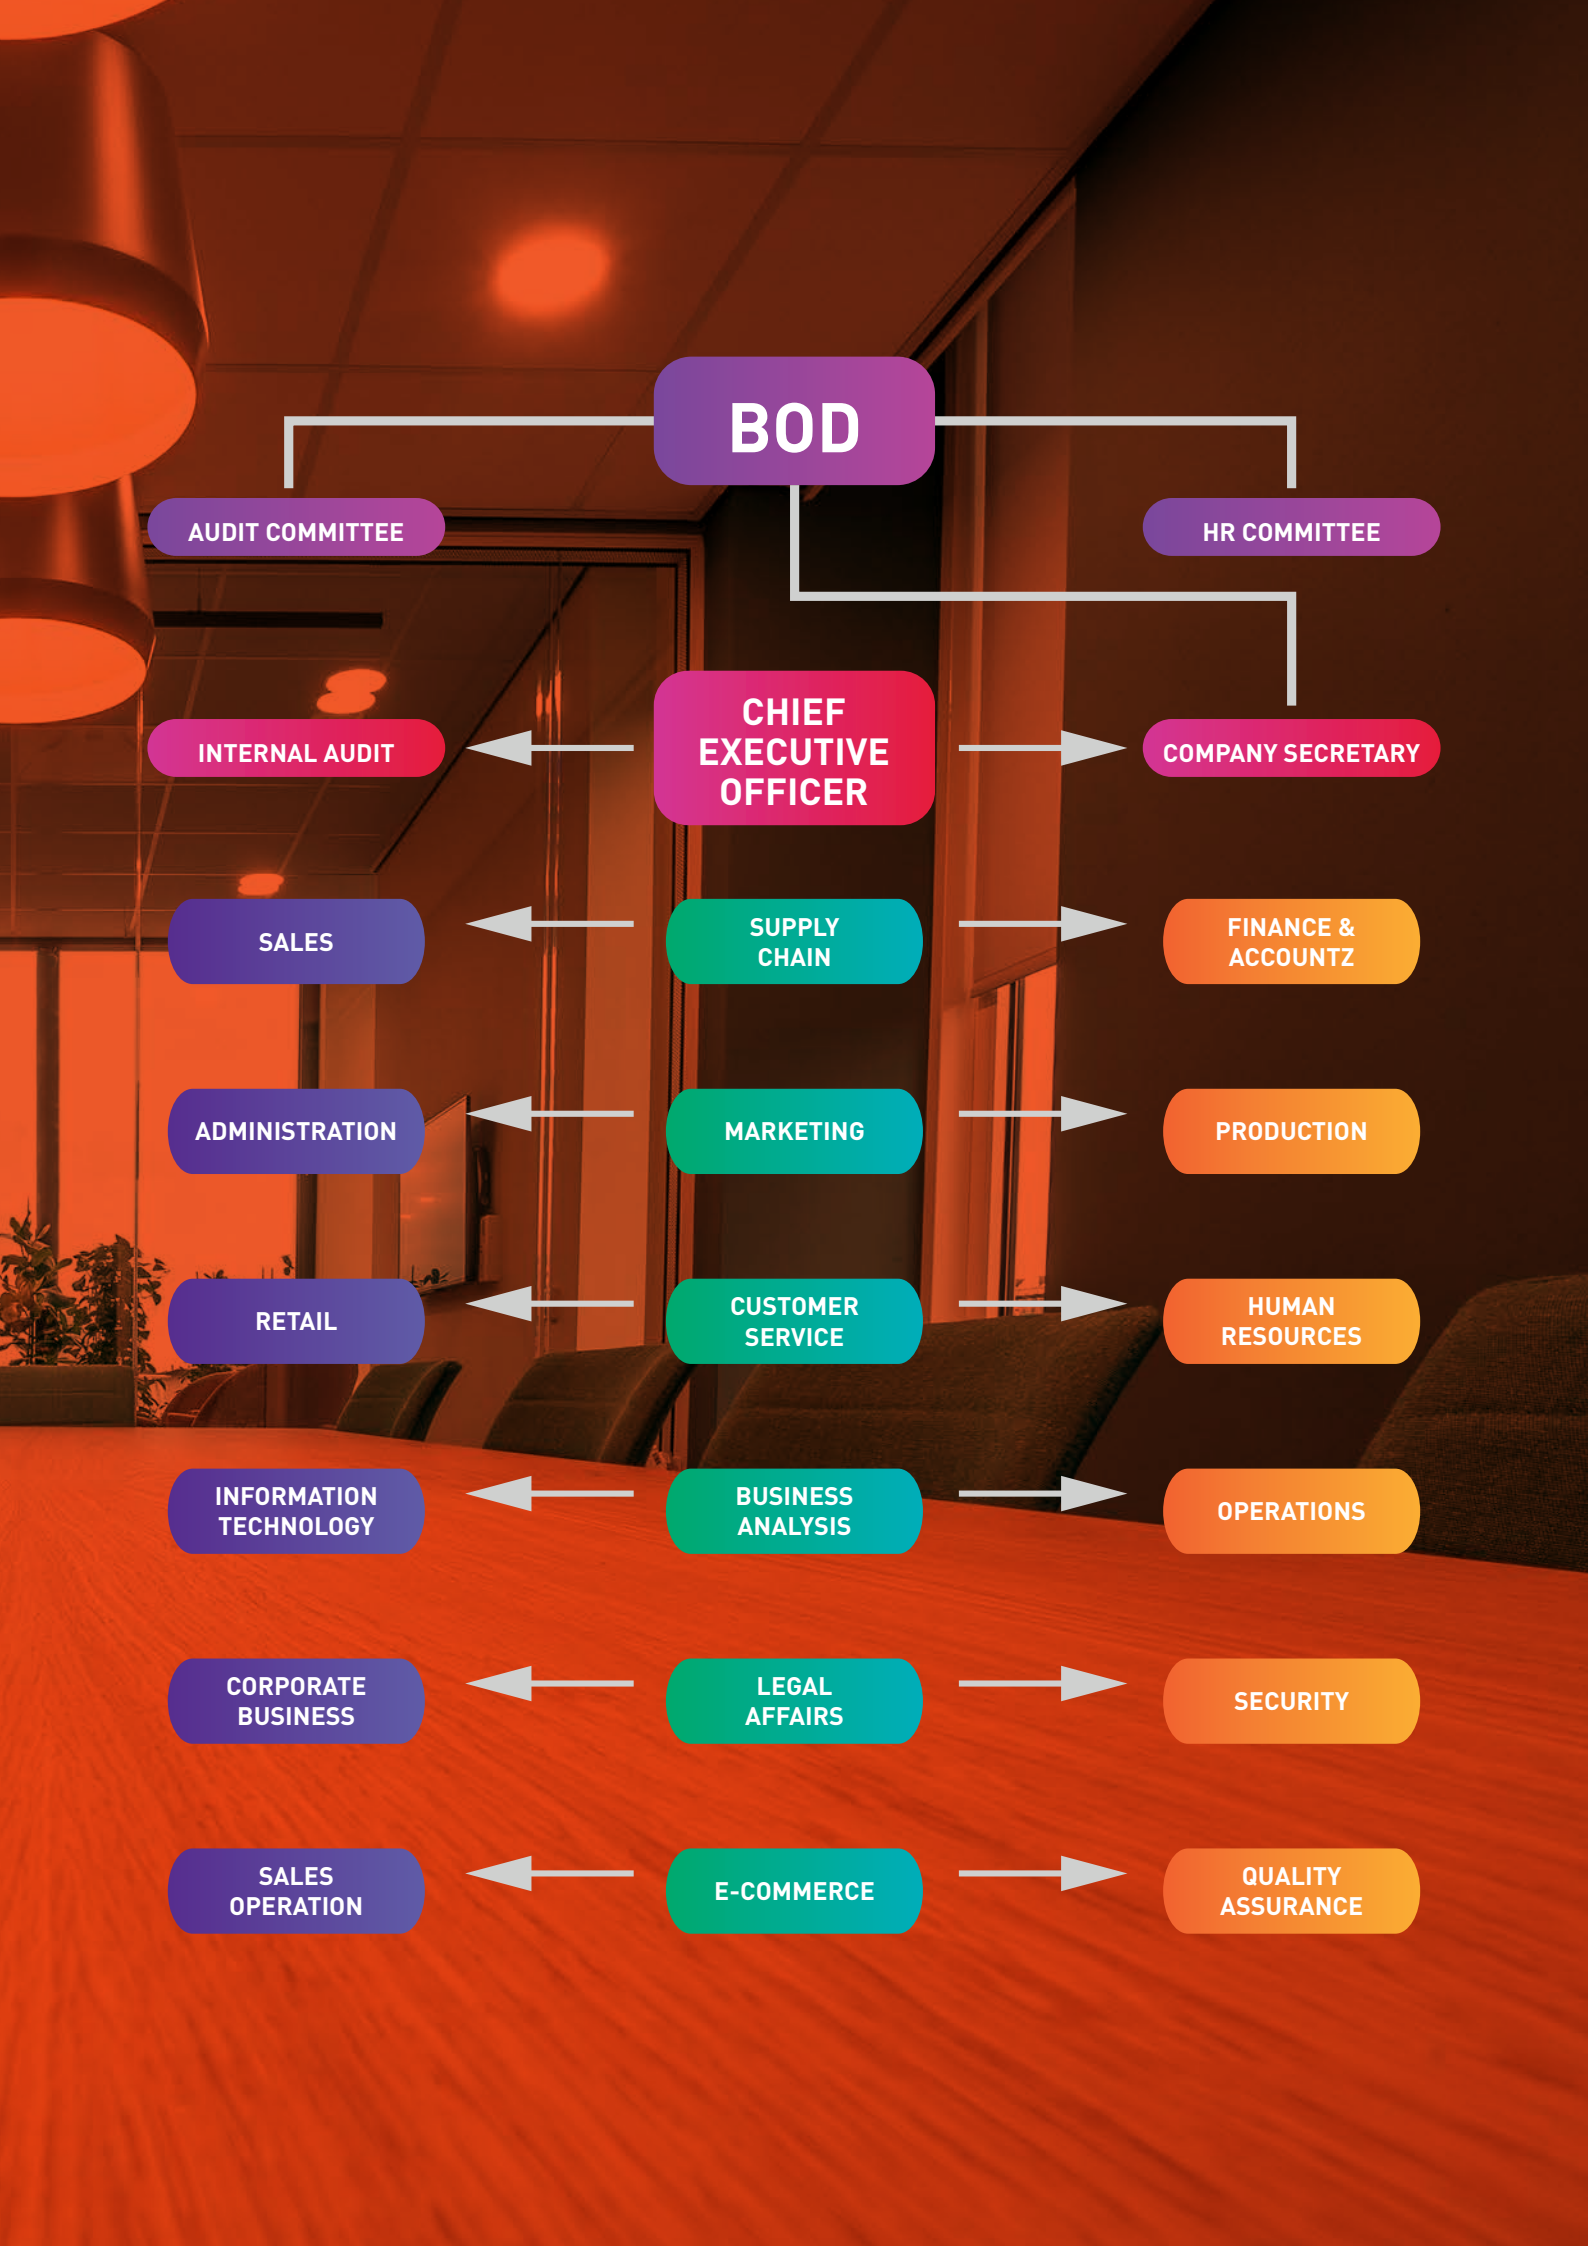 BOD
AUDIT COMMITTEE
HR COMMITTEE
INTERNAL AUDIT
CHIEF
EXECUTIVE
OFFICER
COMPANY SECRETARY
SALES
SUPPLY
CHAIN
FINANCE &
ACCOUNTZ
ADMINISTRATION
MARKETING
PRODUCTION
RETAIL
CUSTOMER
SERVICE
HUMAN
RESOURCES
INFORMATION
TECHNOLOGY
BUSINESS
ANALYSIS
OPERATIONS
CORPORATE
BUSINESS
LEGAL
AFFAIRS
SECURITY
SALES
OPERATION
E-COMMERCE
QUALITY
ASSURANCE